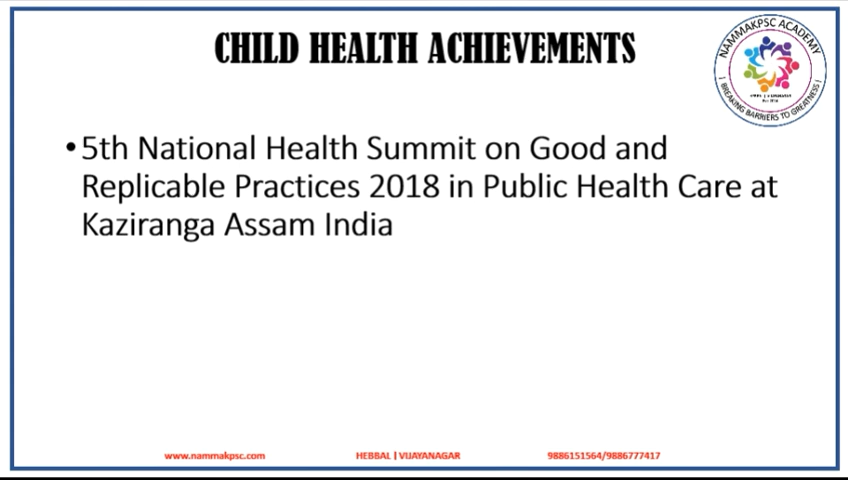 CHILD HEALTH ACHIEVEMENTS
NAMMAKPSC ACADEMY
| BREAKING BARRIERS TO GREATNESS |
•5th National Health Summit on Good and
Replicable Practices 2018 in Public Health Care at
Kaziranga Assam India
www.nammakpsc.com
HEBBAL | VIJAYANAGAR
9886151564/9886777417